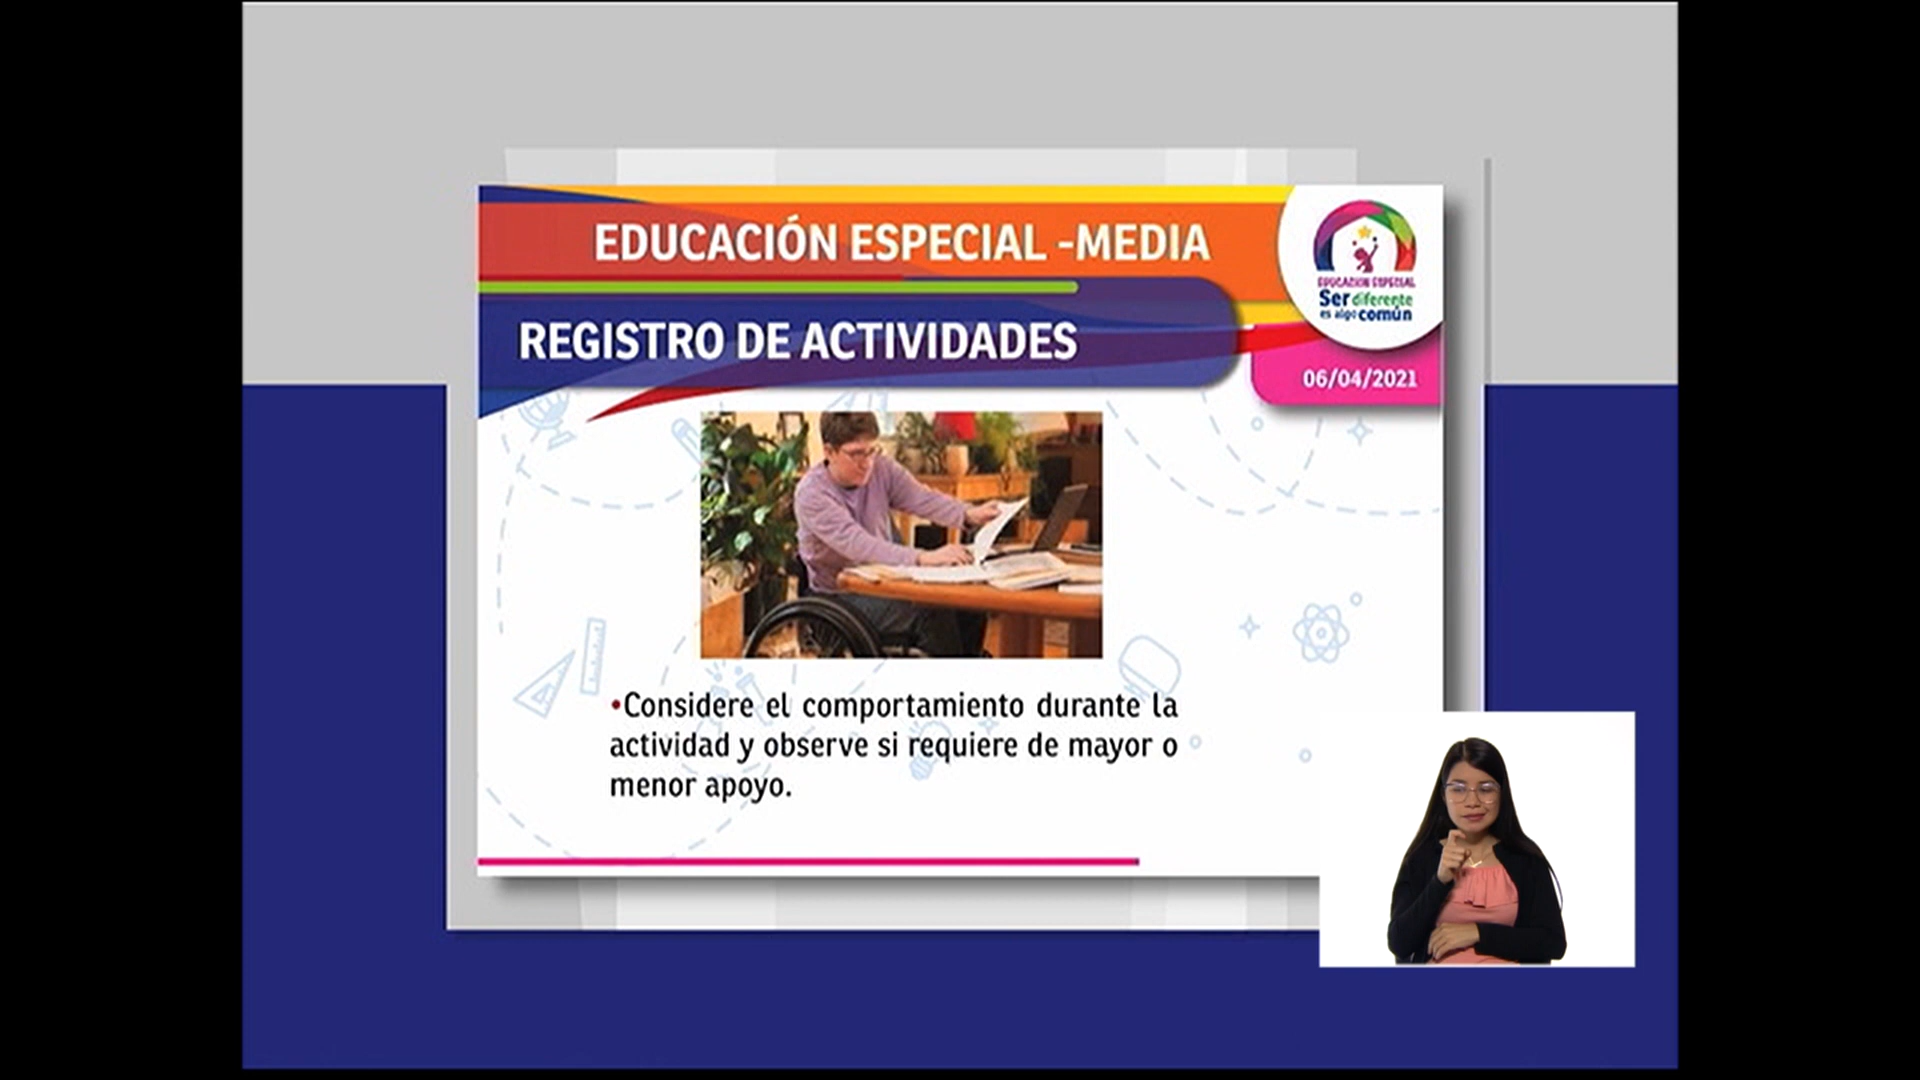 EDUCACIÓN ESPECIAL -MEDIA
EDUCACIÓN ESPECIAL
Ser diferente
es algo común
REGISTRO DE ACTIVIDADES
06/04/2021
•Considere el comportamiento durante la
actividad y observe si requiere de mayor o
menor apoyo.